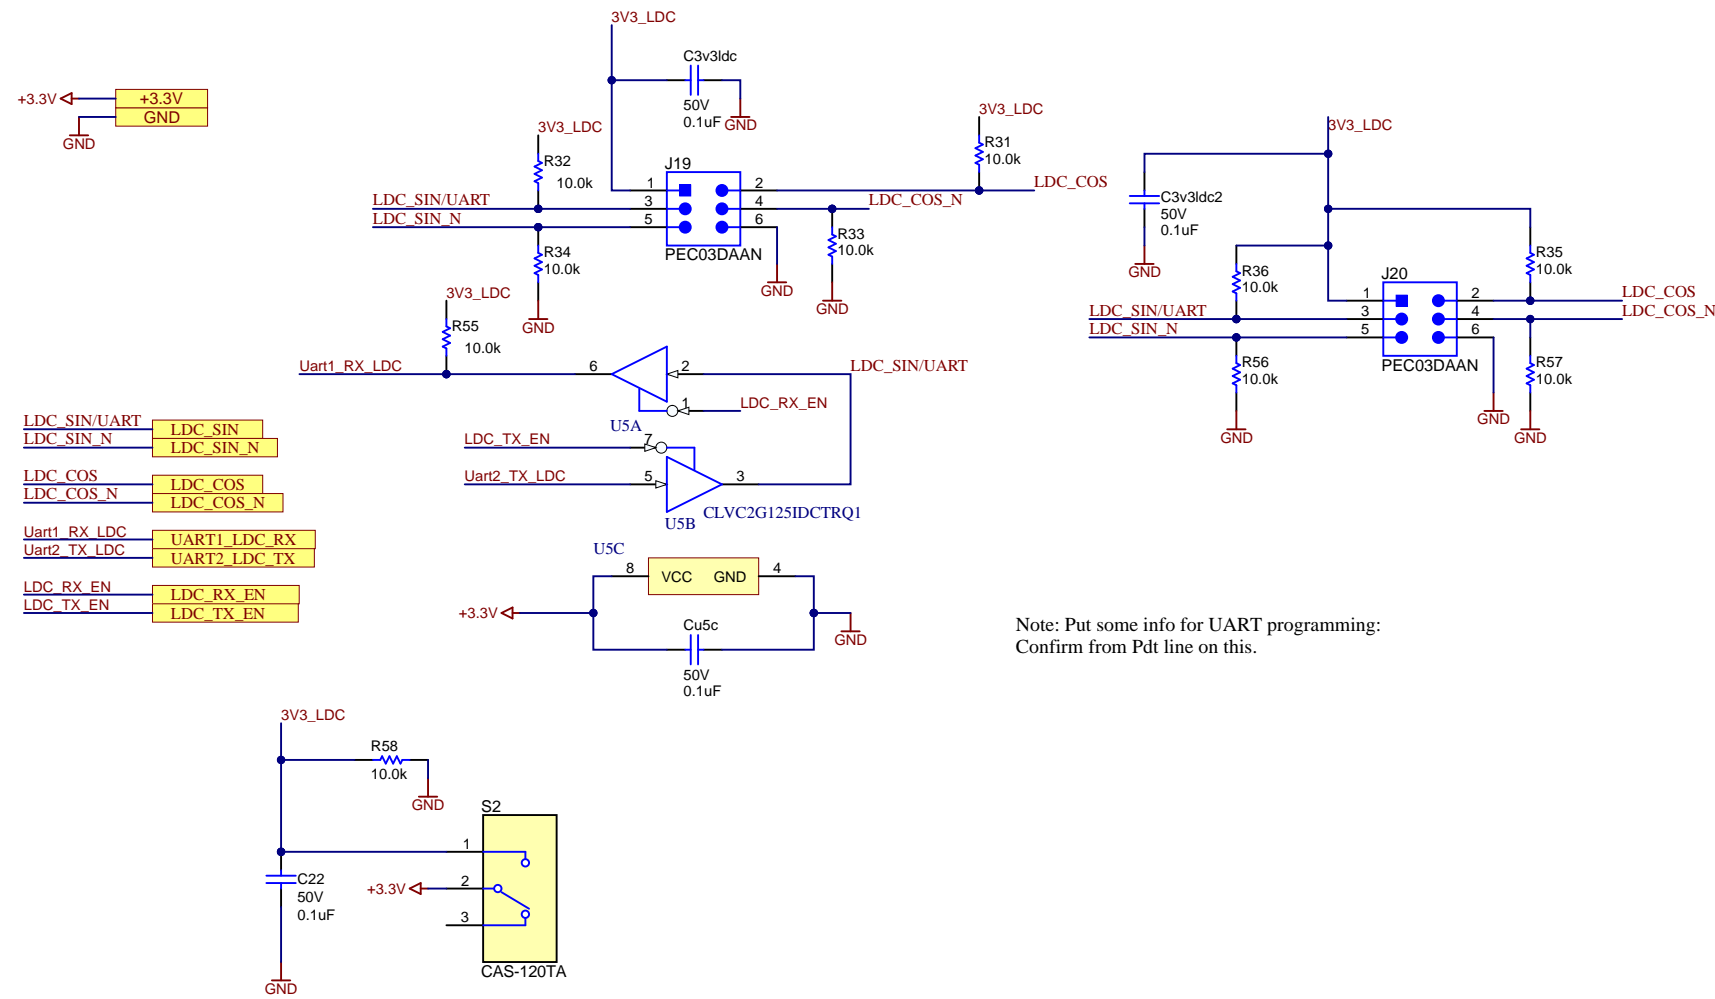 3V3_LDC
C3v3ldc
50V
0.1uF
GND
+3.3V
+3.3V
GND
GND
3V3_LDC
R32
10.0k
J19
LDC_SIN/UART
LDC_SIN_N
1
3
5
2
4
6
PEC03DAAN
R34
10.0k
GND
GND
3V3_LDC
R31
10.0k
LDC_COS
LDC_COS_N
R33
10.0k
GND
3V3_LDC
C3v3ldc2
50V
0.1uF
GND
R36
10.0k
R35
10.0k
J20
LDC_SIN/UART
LDC_SIN_N
1
3
5
2
4
6
PEC03DAAN
LDC_COS
LDC_COS_N
R56
10.0k
GND
GND
R57
10.0k
GND
3V3_LDC
R55
10.0k
Uart1_RX_LDC
6
2
LDC_SIN/UART
1
LDC_RX_EN
U5A
LDC_TX_EN
7
Uart2_TX_LDC
5
3
U5B
CLVC2G125IDCTRQ1
LDC_SIN/UART
LDC_SIN
LDC_SIN_N
LDC_SIN_N
LDC_COS
LDC_COS
LDC_COS_N
LDC_COS_N
Uart1_RX_LDC
UART1_LDC_RX
Uart2_TX_LDC
UART2_LDC_TX
LDC_RX_EN
LDC_RX_EN
LDC_TX_EN
LDC_TX_EN
U5C
8
VCC
GND
4
+3.3V
GND
Cu5c
50V
0.1uF
Note: Put some info for UART programming:
Confirm from Pdt line on this.
3V3_LDC
R58
10.0k
GND
S2
1
2
3
+3.3V
C22
50V
0.1uF
GND
CAS-120TA